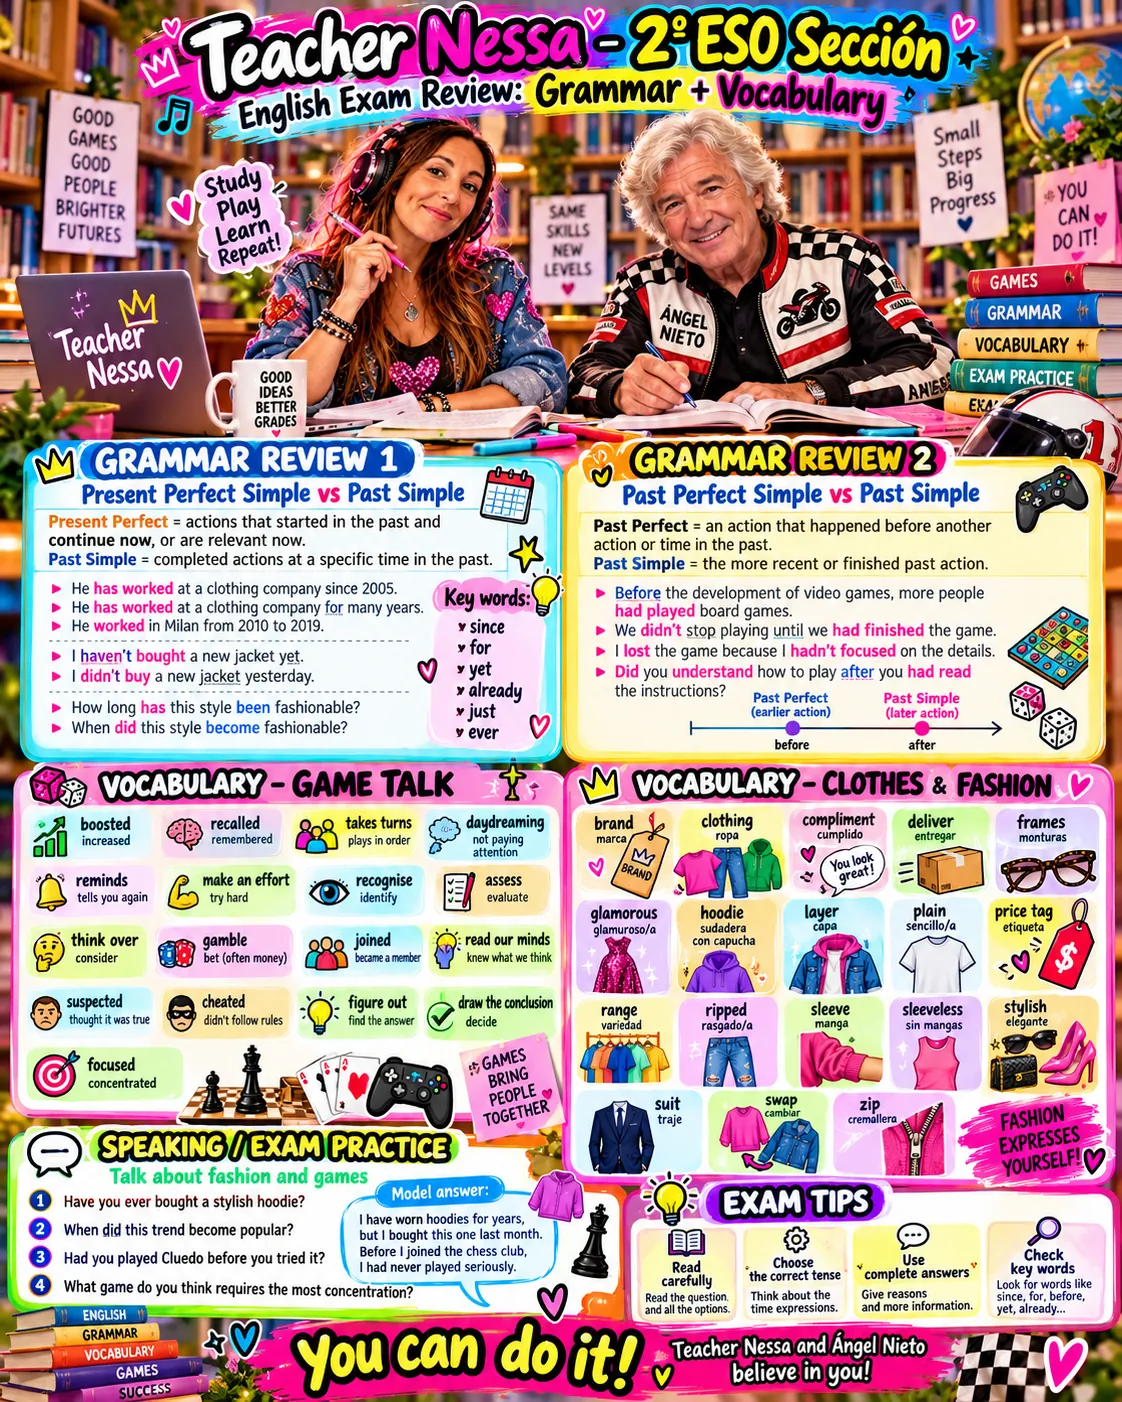 Teacher Nessa - 2º ESO Sección
English Exam Review: Grammar + Vocabulary
GOOD
GAMES
GOOD
PEOPLE
BRIGHTER
FUTURES
Study
Play
Learn
Repeat!
SAME
SKILLS
NEW
LEVELS
Small
Steps
Big
Progress
YOU
CAN
DO IT!
Teacher
Nessa
GOOD
IDEAS
BETTER
GRADES
ÁNGEL
NIETO
GAMES
GRAMMAR
VOCABULARY
EXAM PRACTICE
1
GRAMMAR REVIEW 1
Present Perfect Simple vs Past Simple
Present Perfect = actions that started in the past and
continue now, or are relevant now.
Past Simple = completed actions at a specific time in the past.
He has worked at a clothing company since 2005.
He has worked at a clothing company for many years.
He worked in Milan from 2010 to 2019.
I haven't bought a new jacket yet.
I didn't buy a new jacket yesterday.
How long has this style been fashionable?
When did this style become fashionable?
Key words:
since
for
yet
already
just
ever
GRAMMAR REVIEW 2
Past Perfect Simple vs Past Simple
Past Perfect = an action that happened before another
action or time in the past.
Past Simple = the more recent or finished past action.
Before the development of video games, more people
had played board games.
We didn't stop playing until we had finished the game.
I lost the game because I hadn't focused on the details.
Did you understand how to play after you had read
the instructions?
Past Perfect
(earlier action)
Past Simple
(later action)
before
after
VOCABULARY - GAME TALK
boosted
increased
recalled
remembered
takes turns
plays in order
daydreaming
not paying
attention
reminds
tells you again
make an effort
try hard
recognise
identify
assess
evaluate
think over
consider
gamble
bet (often money)
joined
became a member
read our minds
knew what we think
suspected
thought it was true
cheated
didn't follow rules
figure out
find the answer
draw the conclusion
decide
focused
concentrated
GAMES
BRING
PEOPLE
TOGETHER
VOCABULARY - CLOTHES & FASHION
brand
marca
BRAND
clothing
ropa
compliment
cumplido
You look
great!
deliver
entregar
frames
monturas
glamorous
glamuroso/a
hoodie
sudadera
con capucha
layer
capa
plain
sencillo/a
price tag
etiqueta
$
range
variedad
ripped
rasgado/a
sleeve
manga
sleeveless
sin mangas
stylish
elegante
suit
traje
swap
cambiar
zip
cremallera
FASHION
EXPRESSES
YOURSELF!
SPEAKING / EXAM PRACTICE
Talk about fashion and games
1 Have you ever bought a stylish hoodie?
2 When did this trend become popular?
3 Had you played Cluedo before you tried it?
4 What game do you think requires the most concentration?
Model answer:
I have worn hoodies for years,
but I bought this one last month.
Before I joined the chess club,
I had never played seriously.
EXAM TIPS
Read
carefully
Read the question
and all the options.
Choose
the correct tense
Think about the
time expressions.
Use
complete answers
Give reasons
and more information.
Check
key words
Look for words like
since, for, before,
yet, already...
ENGLISH
GRAMMAR
VOCABULARY
GAMES
SUCCESS
You can do it!
Teacher Nessa and Ángel Nieto
believe in you!